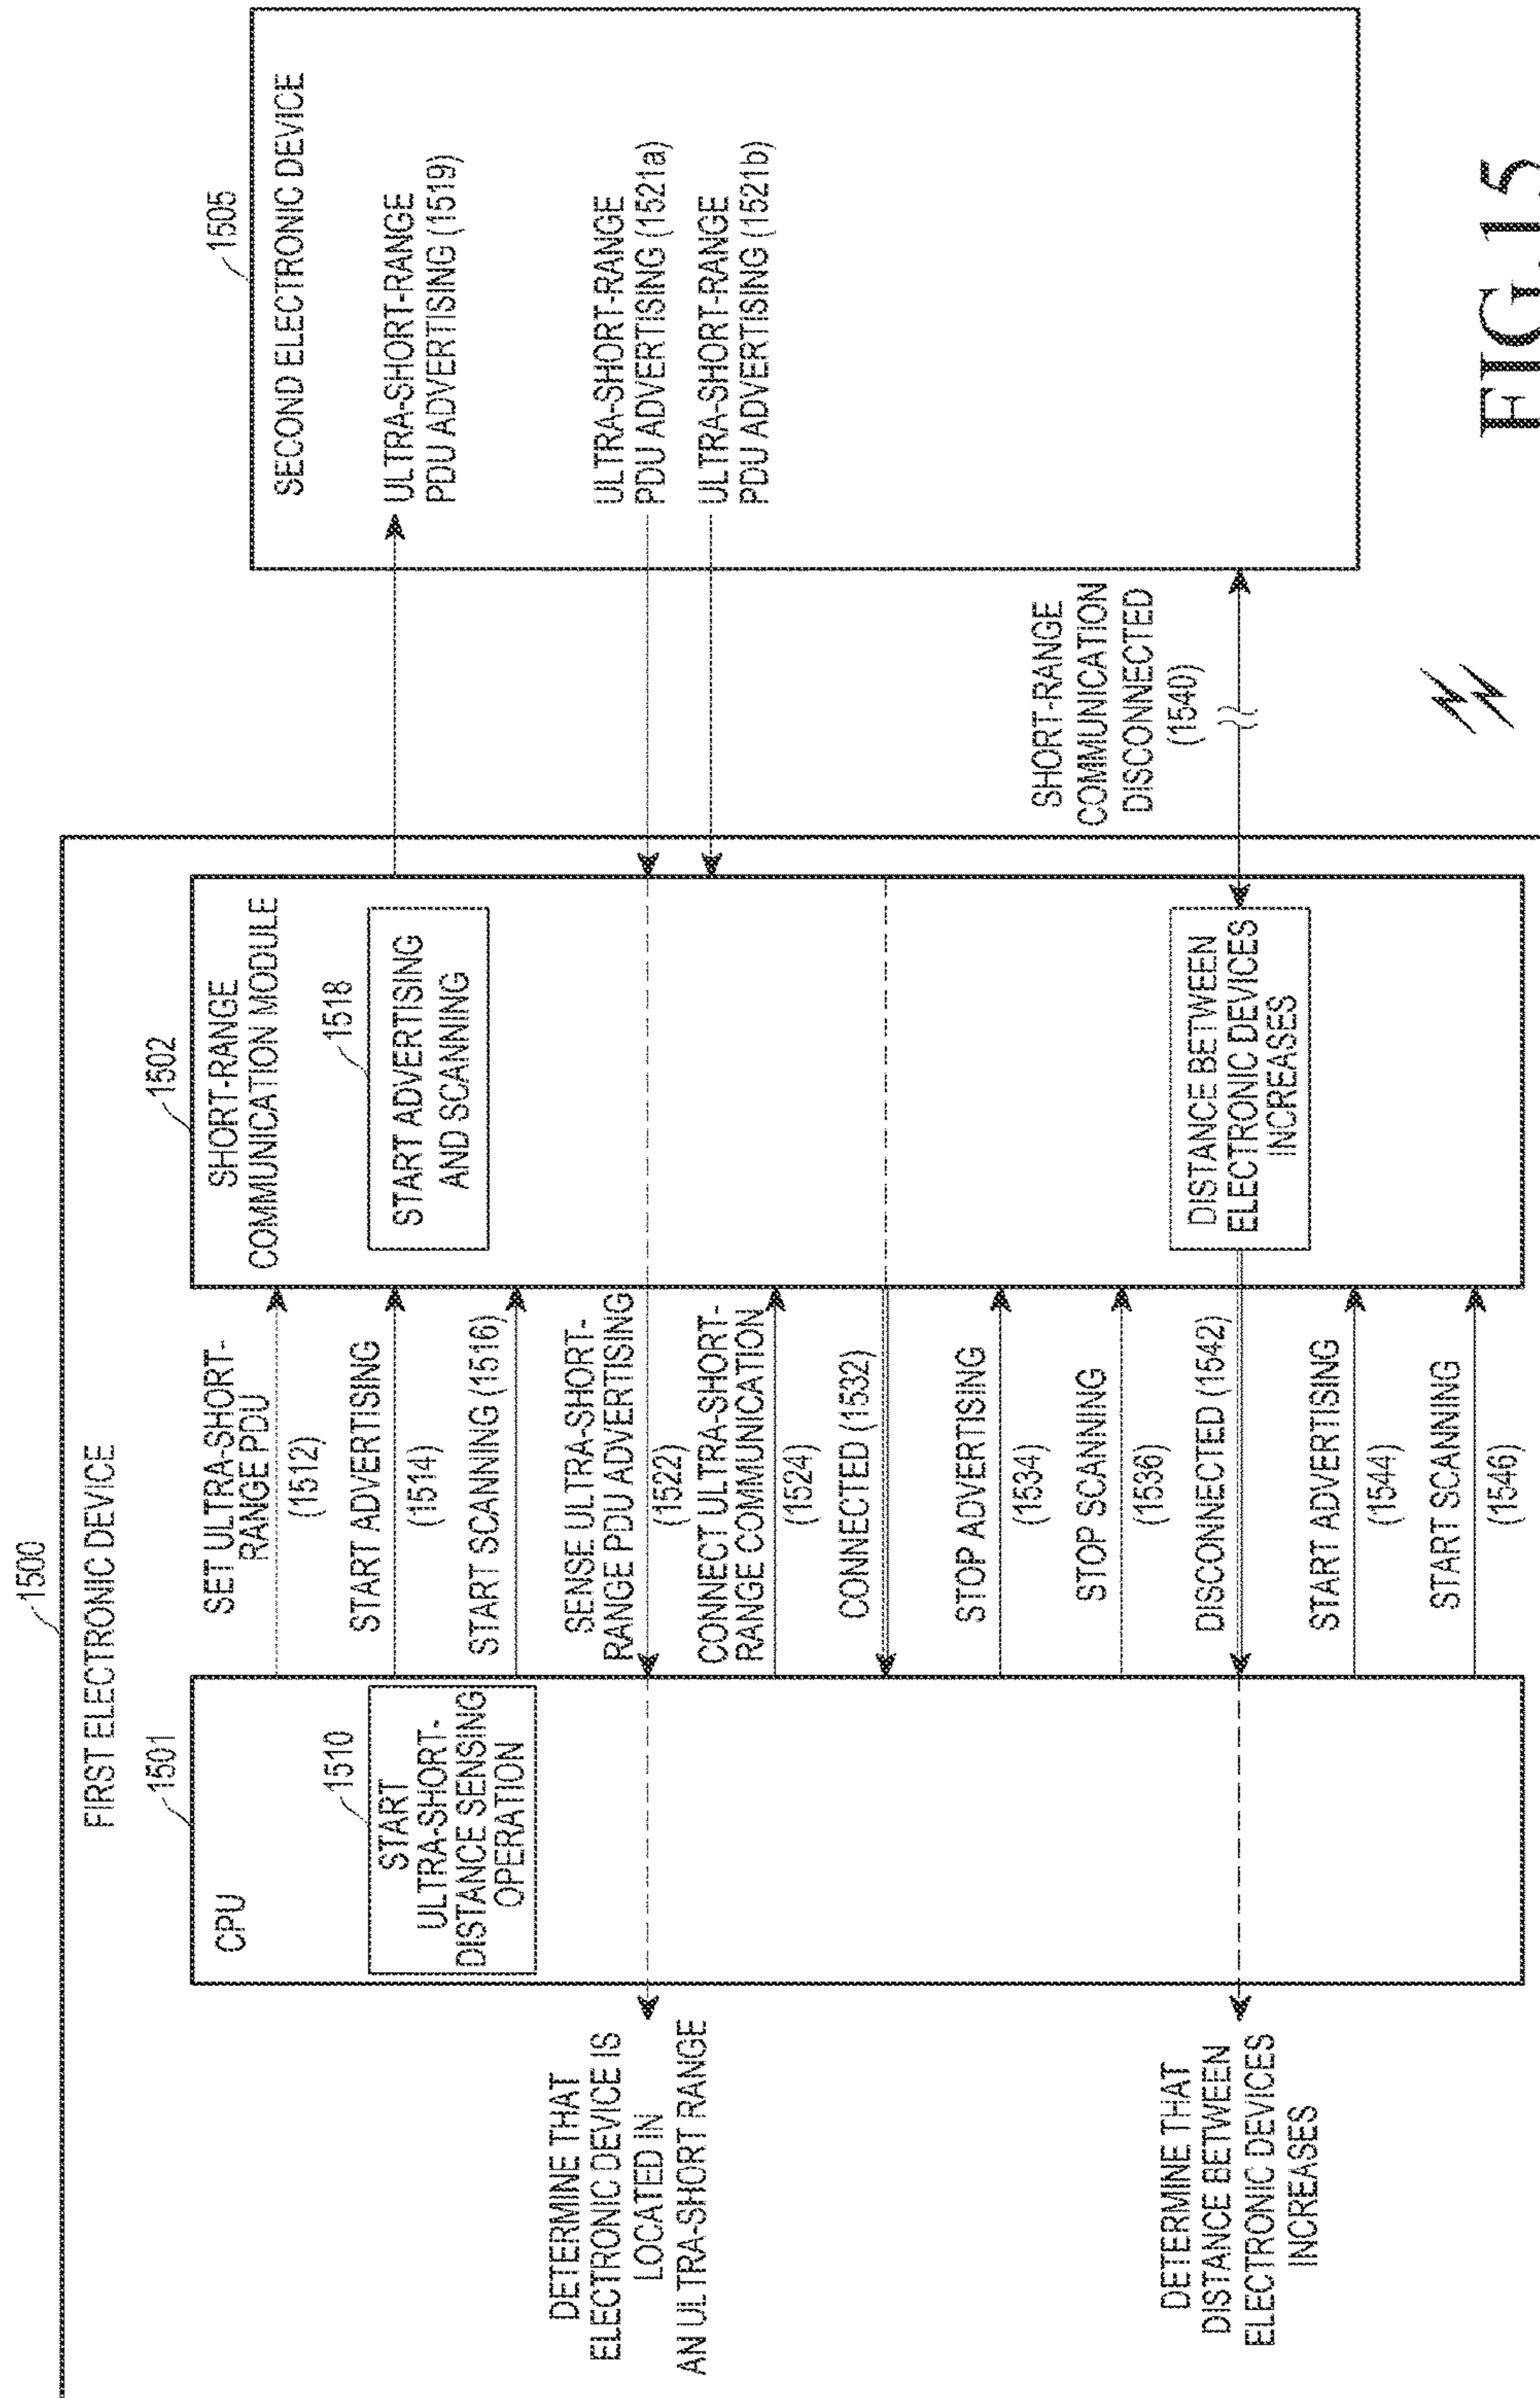 1500
FIRST ELECTRONIC DEVICE
1501
CPU
1510
START
ULTRA-SHORT-
DISTANCE SENSING
OPERATION
DETERMINE THAT
ELECTRONIC DEVICE IS
LOCATED IN
AN ULTRA-SHORT RANGE
DETERMINE THAT
DISTANCE BETWEEN
ELECTRONIC DEVICES
INCREASES
SET ULTRA-SHORT-
RANGE PDU
(1512)
START ADVERTISING
(1514)
START SCANNING (1516)
SENSE ULTRA-SHORT-
RANGE PDU ADVERTISING
(1522)
CONNECT ULTRA-SHORT-
RANGE COMMUNICATION
(1524)
CONNECTED (1532)
STOP ADVERTISING
(1534)
STOP SCANNING
(1536)
DISCONNECTED (1542)
START ADVERTISING
(1544)
START SCANNING
(1546)
1502
SHORT-RANGE
COMMUNICATION MODULE
1518
START ADVERTISING
AND SCANNING
DISTANCE BETWEEN
ELECTRONIC DEVICES
INCREASES
SHORT-RANGE
COMMUNICATION
DISCONNECTED
(1540)
1505
SECOND ELECTRONIC DEVICE
ULTRA-SHORT-RANGE
PDU ADVERTISING (1519)
ULTRA-SHORT-RANGE
PDU ADVERTISING (1521a)
ULTRA-SHORT-RANGE
PDU ADVERTISING (1521b)
FIG.15